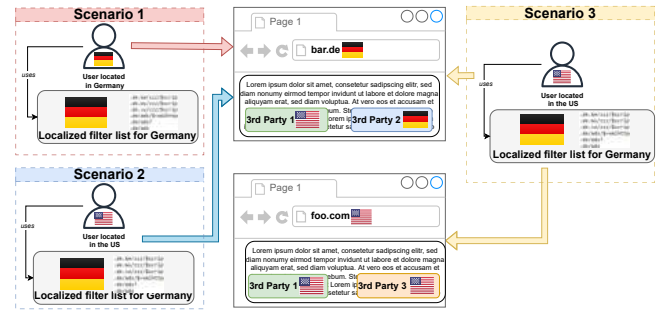 Scenario 1
uses
User located
in Germany
Localized filter list for Germany
Scenario 2
uses
User located
in the US
Localized filter list for Germany
Page 1
bar.de
Lorem ipsum dolor sit amet, consetetur sadipscing elitr, sed
diam nonumy eirmod tempor invidunt ut labore et dolore magna
aliquyam erat, sed diam voluptua. At vero eos et accusam et
3rd Party 1
3rd Party 2
Page 1
foo.com
Lorem ipsum dolor sit amet, consetetur sadipscing elitr, sed
diam nonumy eirmod tempor invidunt ut labore et dolore magna
aliquyam erat, sed diam voluptua. At vero eos et accusam et
3rd Party 1
3rd Party 3
Scenario 3
uses
User located
in the US
Localized filter list for Germany